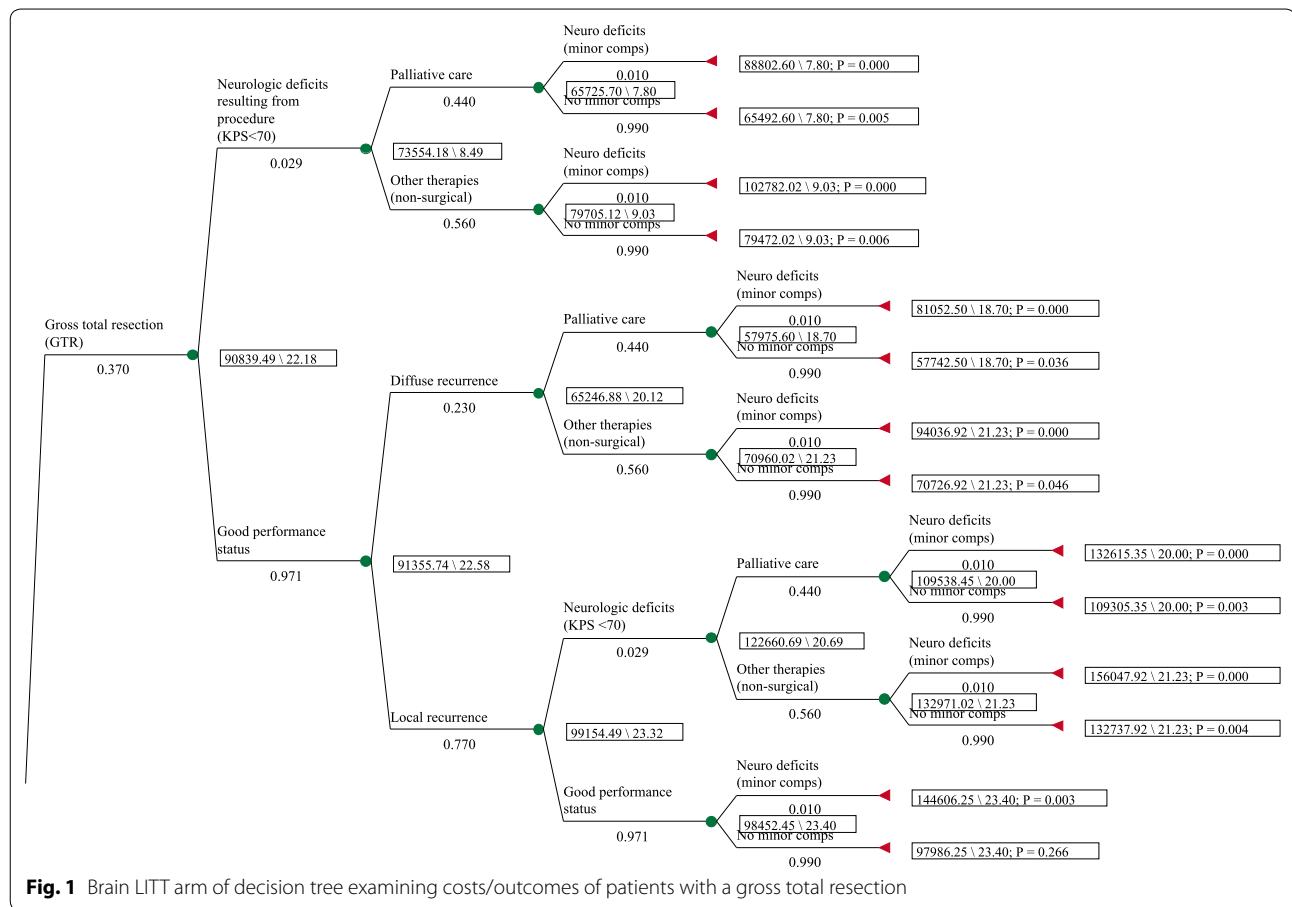 Neuro deficits
(minor comps)
0.010
88802.60 \ 7.80; P = 0.000
Palliative care
0.440
65725.70 \ 7.80
No minor comps
0.990
65492.60 \ 7.80; P = 0.005
Neurologic deficits
resulting from
procedure
(KPS<70)
0.029
73554.18 \ 8.49
Neuro deficits
(minor comps)
0.010
102782.02 \ 9.03; P = 0.000
Other therapies
(non-surgical)
0.560
79705.12 \ 9.03
No minor comps
0.990
79472.02 \ 9.03; P = 0.006
Gross total resection
(GTR)
0.370
90839.49 \ 22.18
Neuro deficits
(minor comps)
0.010
81052.50 \ 18.70; P = 0.000
Palliative care
0.440
57975.60 \ 18.70
No minor comps
0.990
57742.50 \ 18.70; P = 0.036
Diffuse recurrence
0.230
65246.88 \ 20.12
Neuro deficits
(minor comps)
0.010
94036.92 \ 21.23; P = 0.000
Other therapies
(non-surgical)
0.560
70960.02 \ 21.23
No minor comps
0.990
70726.92 \ 21.23; P = 0.046
Good performance
status
0.971
91355.74 \ 22.58
Neuro deficits
(minor comps)
0.010
132615.35 \ 20.00; P = 0.000
Palliative care
0.440
109538.45 \ 20.00
No minor comps
0.990
109305.35 \ 20.00; P = 0.003
Neurologic deficits
(KPS <70)
0.029
122660.69 \ 20.69
Neuro deficits
(minor comps)
0.010
156047.92 \ 21.23; P = 0.000
Other therapies
(non-surgical)
0.560
132971.02 \ 21.23
No minor comps
0.990
132737.92 \ 21.23; P = 0.004
Local recurrence
0.770
99154.49 \ 23.32
Neuro deficits
(minor comps)
0.010
144606.25 \ 23.40; P = 0.003
Good performance
status
0.971
98452.45 \ 23.40
No minor comps
0.990
97986.25 \ 23.40; P = 0.266
Fig. 1 Brain LITT arm of decision tree examining costs/outcomes of patients with a gross total resection